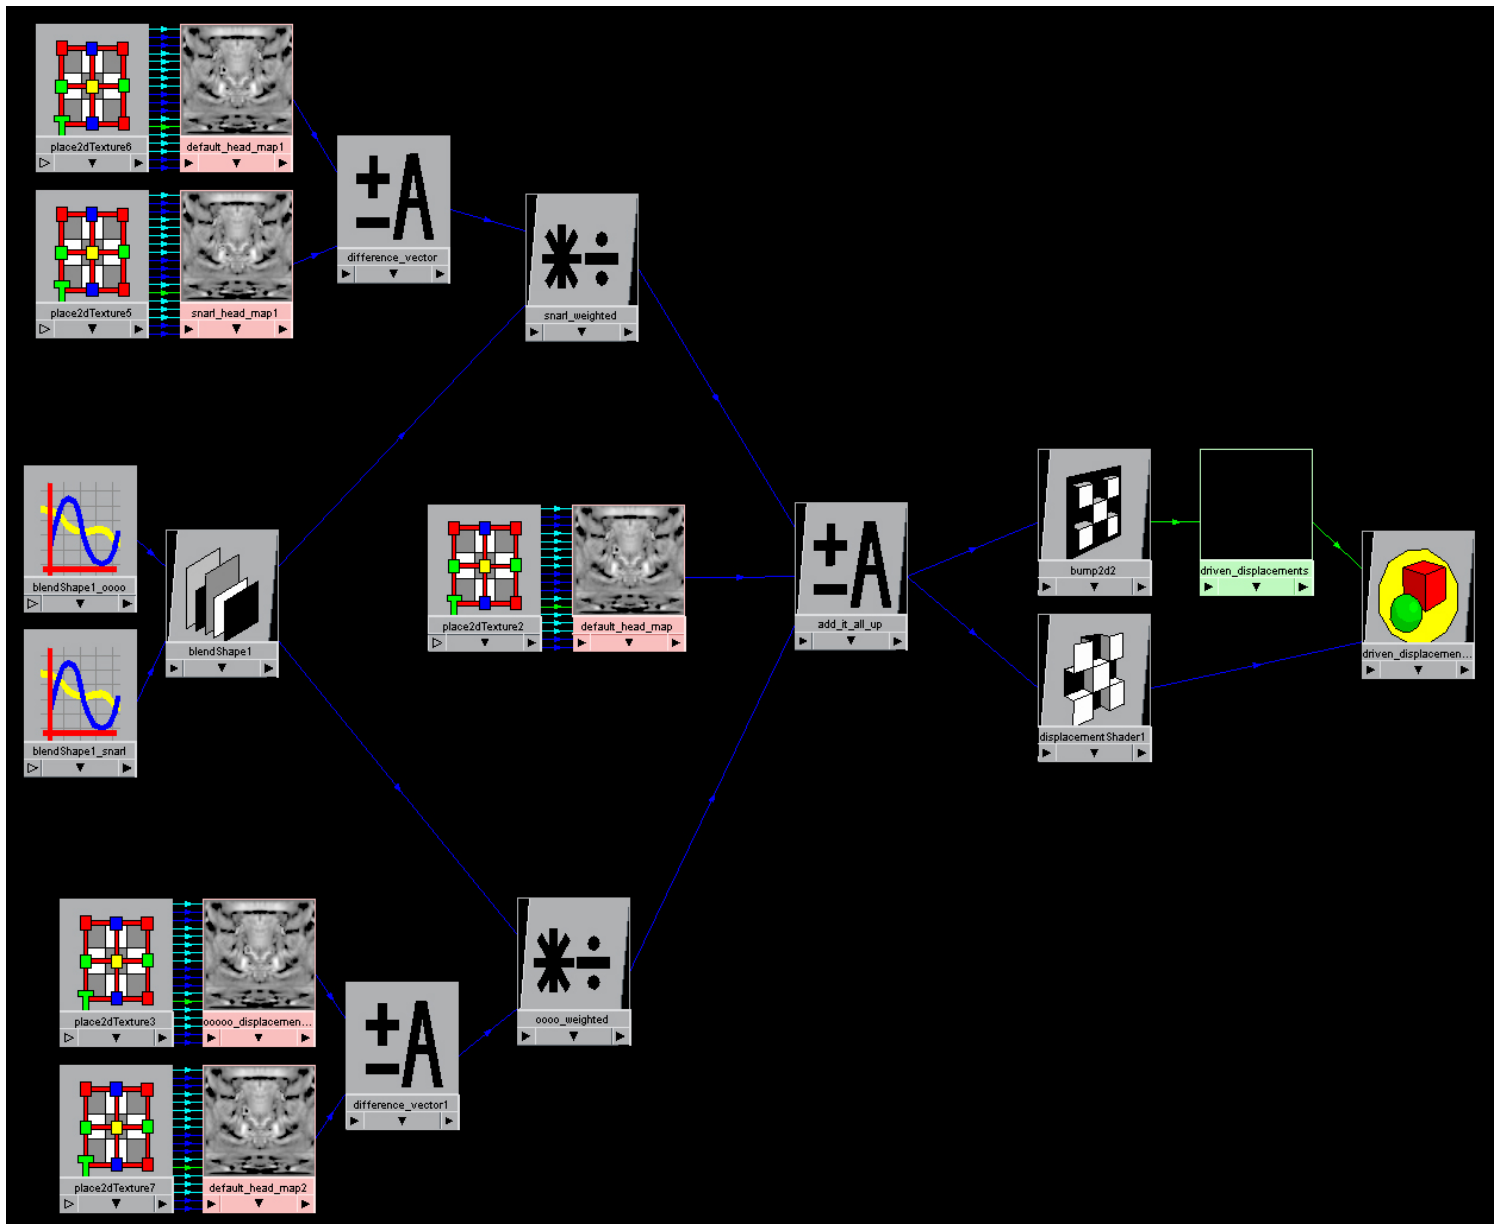 place2dTexture6
default_head_map1
place2dTexture5
snarl_head_map1
difference_vector
snarl_weighted
blendShape1_oooo
blendShape1_snarl
blendShape1
place2dTexture2
default_head_map
add_it_all_up
bump2d2
driven_displacements
displacementShader1
driven_displacemen...
place2dTexture3
ooooo_displacemen...
place2dTexture7
default_head_map2
difference_vector1
oooo_weighted